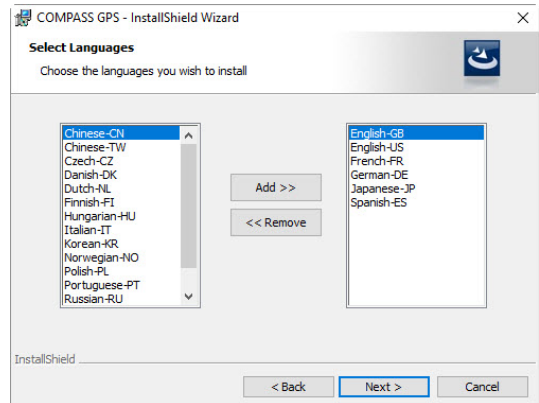 COMPASS GPS - InstallShield Wizard
Select Languages
Choose the languages you wish to install
Chinese-CN
Chinese-TW
Czech-CZ
Danish-DK
Dutch-NL
Finnish-FI
Hungarian-HU
Italian-IT
Korean-KR
Norwegian-NO
Polish-PL
Portuguese-PT
Russian-RU
Add >>
<< Remove
English-GB
English-US
French-FR
German-DE
Japanese-JP
Spanish-ES
InstallShield
< Back
Next >
Cancel